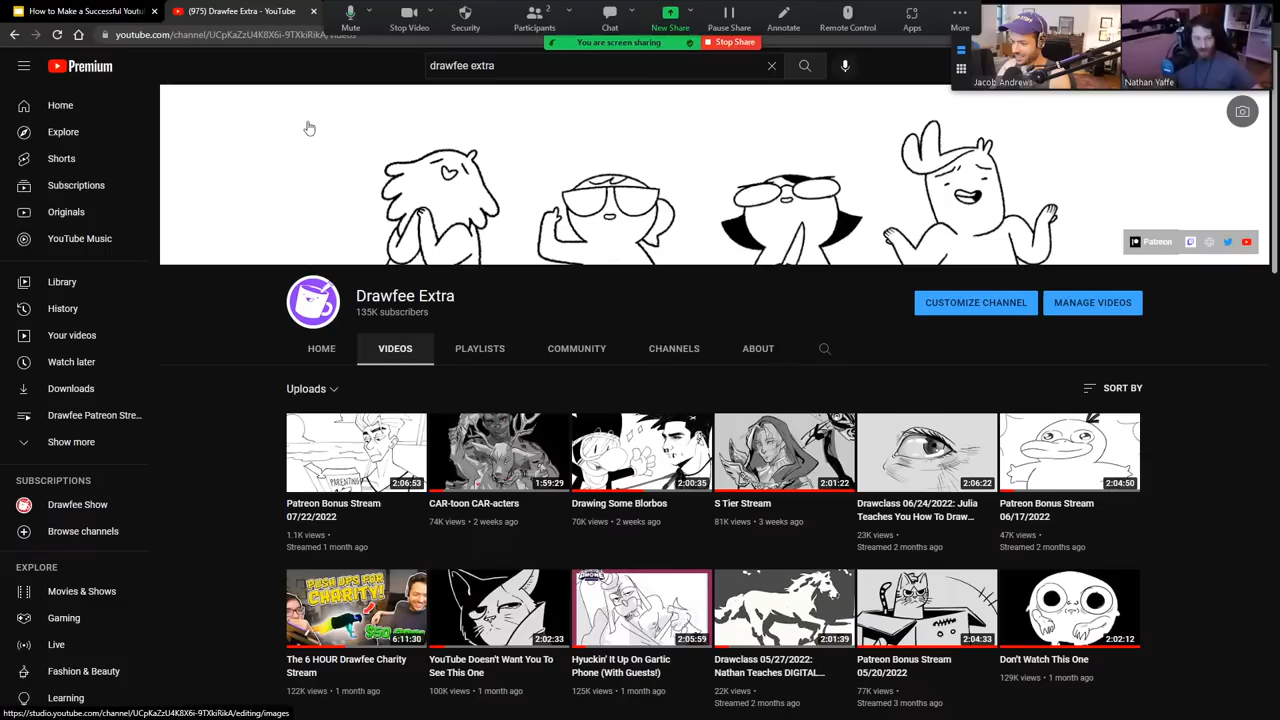 How to Make a Successful Youtu
(975) Drawfee Extra - YouTube
Mute
Stop Video
Security
Participants
2
Chat
New Share
Pause Share
Annotate
Remote Control
Apps
More
You are screen sharing
Stop Share
Jacob Andrews
Nathan Yaffe
youtube.com/channel/UCpKaZzU4K8X6i-9TXkiRikA/videos
Premium
drawfee extra
Home
Explore
Shorts
Subscriptions
Originals
YouTube Music
Library
History
Your videos
Watch later
Downloads
Drawfee Patreon Stre...
Show more
SUBSCRIPTIONS
Drawfee Show
Browse channels
EXPLORE
Movies & Shows
Gaming
Live
Fashion & Beauty
Learning
Patreon
Drawfee Extra
135K subscribers
CUSTOMIZE CHANNEL
MANAGE VIDEOS
HOME
VIDEOS
PLAYLISTS
COMMUNITY
CHANNELS
ABOUT
Uploads
SORT BY
PARENTING
2:06:53
Patreon Bonus Stream
07/22/2022
1.1K views •
Streamed 1 month ago
1:59:29
CAR-toon CAR-acters
74K views • 2 weeks ago
2:00:35
Drawing Some Blorbos
70K views • 2 weeks ago
2:01:22
S Tier Stream
81K views • 3 weeks ago
2:06:22
Drawclass 06/24/2022: Julia
Teaches You How To Draw...
23K views •
Streamed 2 months ago
2:04:50
Patreon Bonus Stream
06/17/2022
47K views •
Streamed 2 months ago
PUSH UPS FOR
CHARITY!
6:11:30
The 6 HOUR Drawfee Charity
Stream
122K views • 1 month ago
2:02:33
YouTube Doesn't Want You To
See This One
100K views • 1 month ago
2:05:59
Hyuckin' It Up On Gartic
Phone (With Guests!)
125K views • 1 month ago
2:01:39
Drawclass 05/27/2022:
Nathan Teaches DIGITAL...
22K views •
Streamed 2 months ago
2:04:33
Patreon Bonus Stream
05/20/2022
77K views •
Streamed 3 months ago
2:02:12
Don't Watch This One
129K views • 1 month ago
https://studio.youtube.com/channel/UCpKaZzU4K8X6i-9TXkiRikA/editing/images